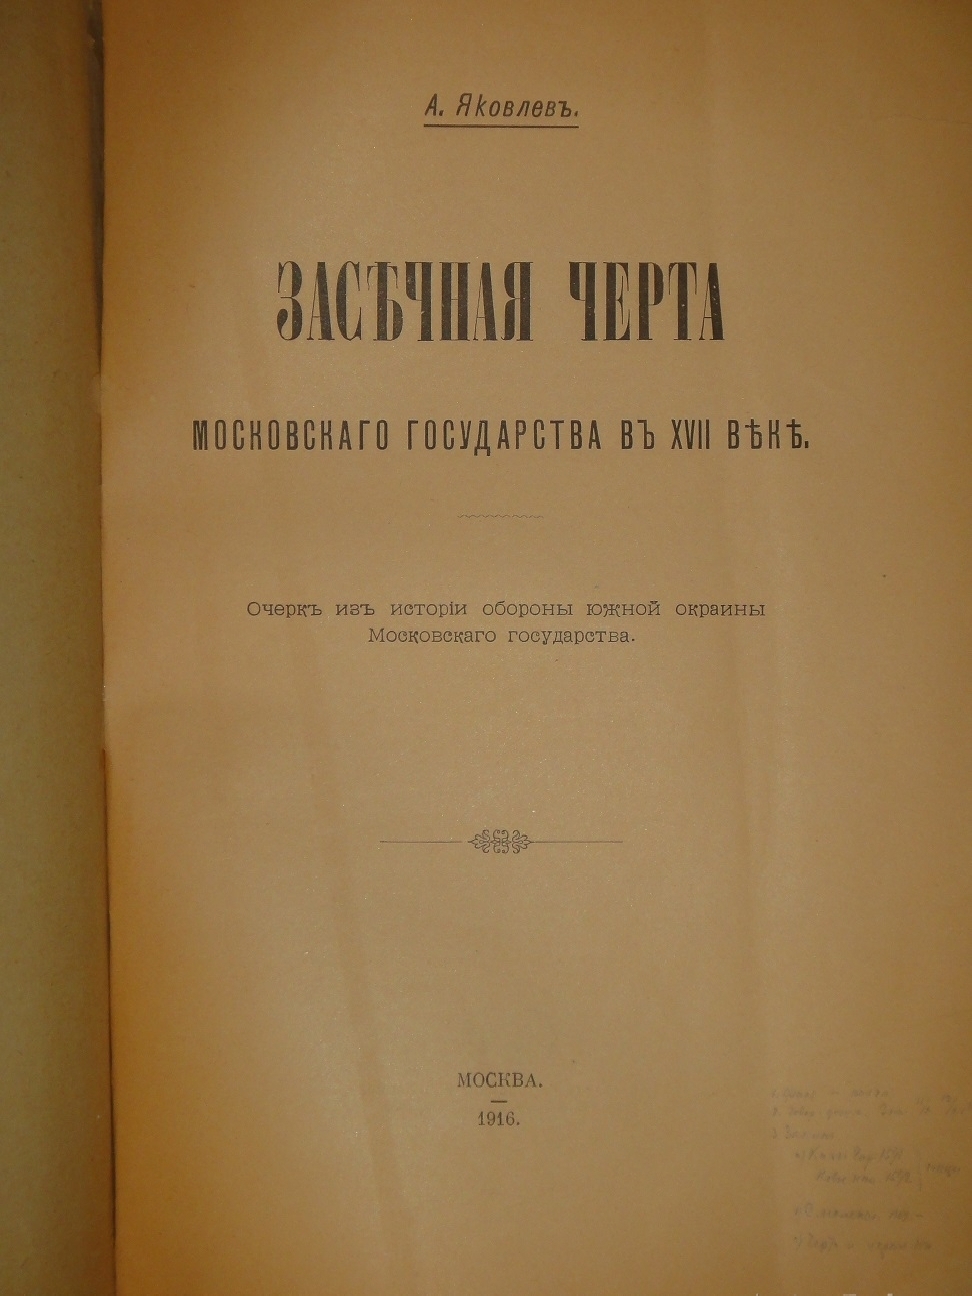 А. Яковлевъ.
ЗАСѢЧНАЯ ЧЕРТА
МОСКОВСКАГО ГОСУДАРСТВА ВЪ XVII ВѢКѢ.
Очеркъ изъ исторіи обороны южной окраины
Московскаго государства.
МОСКВА.
1916.